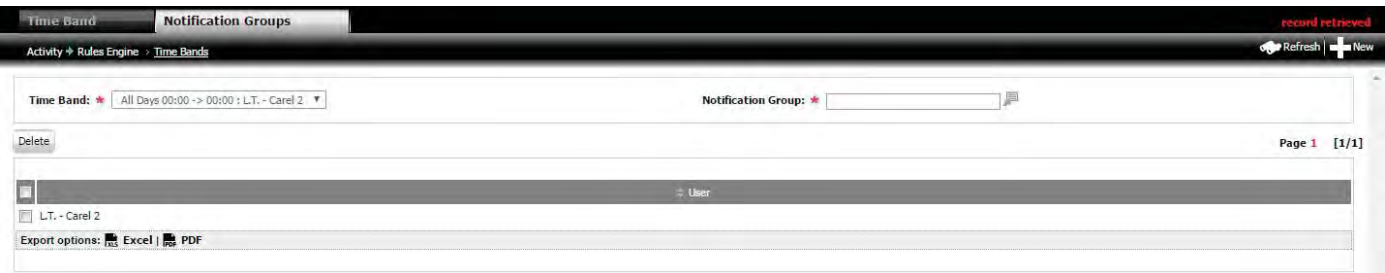 Time Band Notification Groups record retrieved
Activity Rules Engine > Time Bands Refresh | New
Time Band: * All Days 00:00 -> 00:00 : L.T. - Carel 2 Notification Group: *
Delete Page 1 [1/1]
User
L.T. - Carel 2
Export options: Excel | PDF